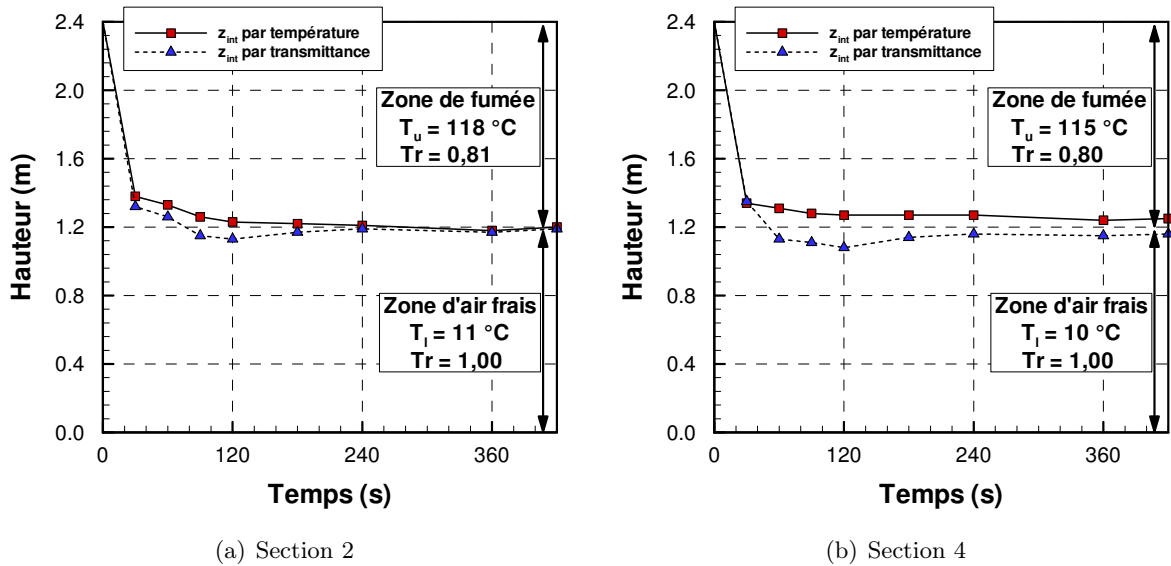 2.4
2.0
1.6
1.2
0.8
0.4
0.0
Hauteur (m)
z_int par température
z_int par transmittance
Zone de fumée
T_u = 118 °C
Tr = 0,81
Zone d'air frais
T_l = 11 °C
Tr = 1,00
0
120
240
360
Temps (s)
(a) Section 2
2.4
2.0
1.6
1.2
0.8
0.4
0.0
Hauteur (m)
z_int par température
z_int par transmittance
Zone de fumée
T_u = 115 °C
Tr = 0,80
Zone d'air frais
T_l = 10 °C
Tr = 1,00
0
120
240
360
Temps (s)
(b) Section 4